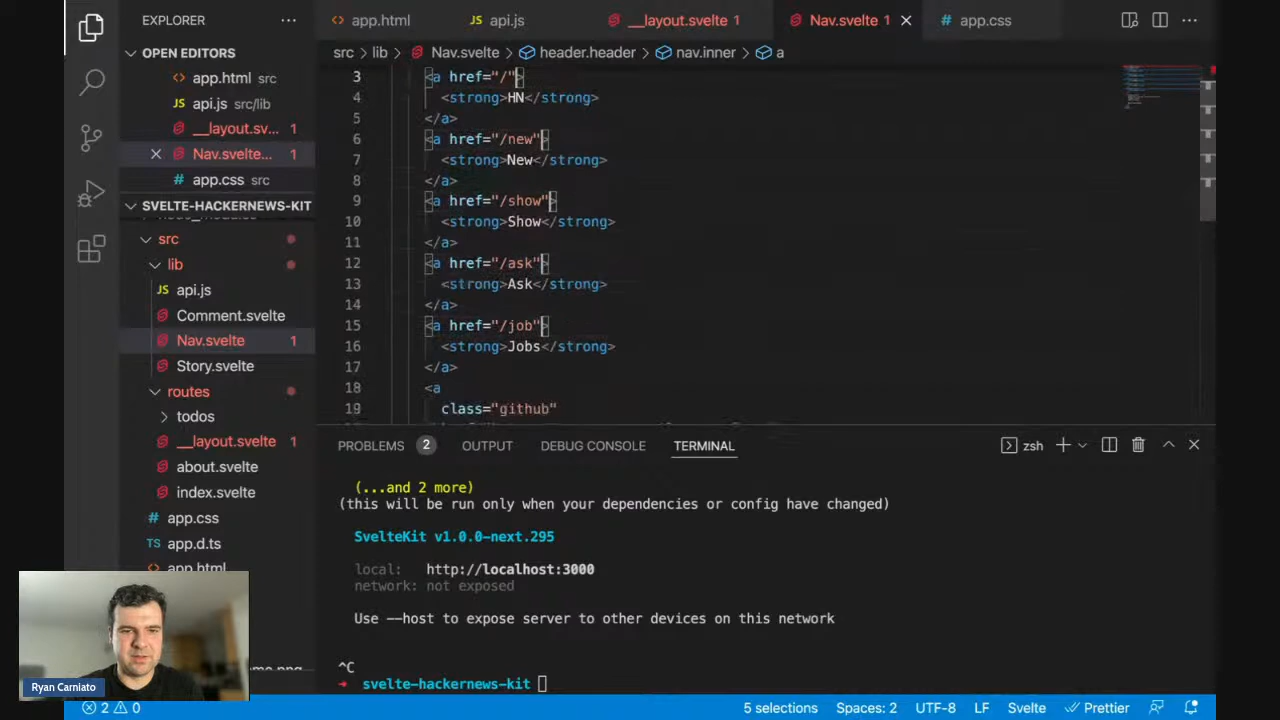 EXPLORER
app.html
api.js
__layout.svelte 1
Nav.svelte 1
app.css
OPEN EDITORS
src > lib > Nav.svelte > header.header > nav.inner > a
app.html src
api.js src/lib
__layout.sv... 1
Nav.svelte... 1
app.css src
SVELTE-HACKERNEWS-KIT
src
lib
api.js
Comment.svelte
Nav.svelte 1
Story.svelte
routes
todos
__layout.svelte 1
about.svelte
index.svelte
app.css
TS app.d.ts
app.html
3 <a href="/">
4 <strong>HN</strong>
5 </a>
6 <a href="/new">
7 <strong>New</strong>
8 </a>
9 <a href="/show">
10 <strong>Show</strong>
11 </a>
12 <a href="/ask">
13 <strong>Ask</strong>
14 </a>
15 <a href="/job">
16 <strong>Jobs</strong>
17 </a>
18 <a
19 class="github"
PROBLEMS 2 OUTPUT DEBUG CONSOLE TERMINAL
zsh
(...and 2 more)
(this will be run only when your dependencies or config have changed)
SvelteKit v1.0.0-next.295
local: http://localhost:3000
network: not exposed
Use --host to expose server to other devices on this network
^C
→ svelte-hackernews-kit
Ryan Carniato
2 0
5 selections Spaces: 2 UTF-8 LF Svelte Prettier